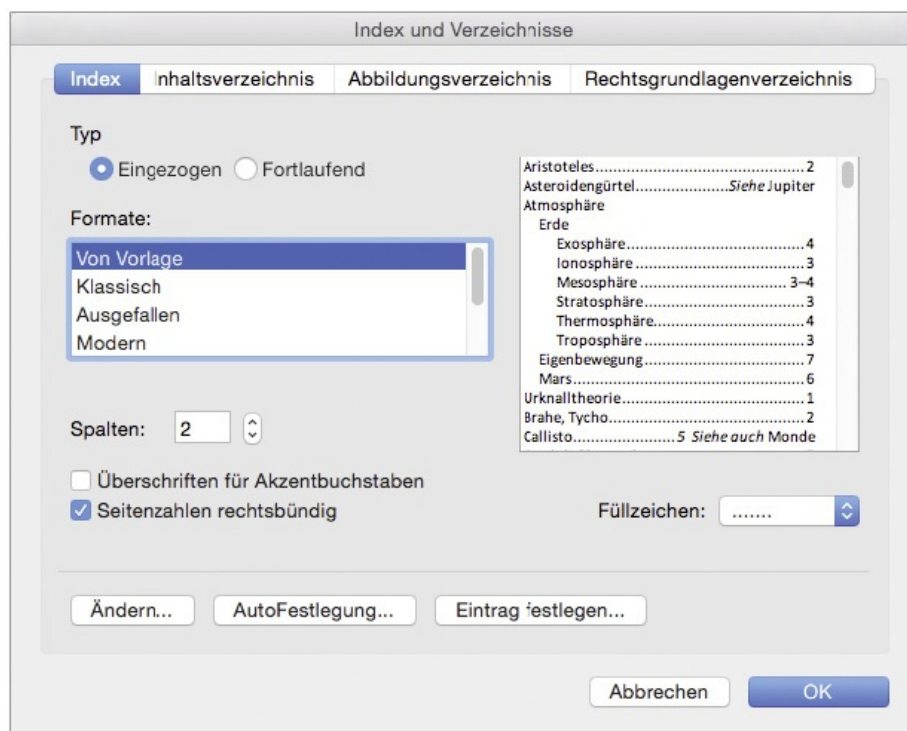 Index und Verzeichnisse
Index Inhaltsverzeichnis Abbildungsverzeichnis Rechtsgrundlagenverzeichnis
Typ
Eingezogen Fortlaufend
Formate:
Von Vorlage
Klassisch
Ausgefallen
Modern
Aristoteles.......................................................2
Asteroidengürtel......................Siehe Jupiter
Atmosphäre
Erde
Exosphäre................................................4
Ionosphäre...............................................3
Mesosphäre..........................................3–4
Stratosphäre............................................3
Thermosphäre..........................................4
Troposphäre.............................................3
Eigenbewegung..........................................7
Mars...........................................................6
Urknalltheorie.................................................1
Brahe, Tycho....................................................2
Callisto........................5 Siehe auch Monde
Spalten: 2
Überschriften für Akzentbuchstaben
Seitenzahlen rechtsbündig
Füllzeichen: .......
Ändern... AutoFestlegung... Eintrag festlegen...
Abbrechen OK